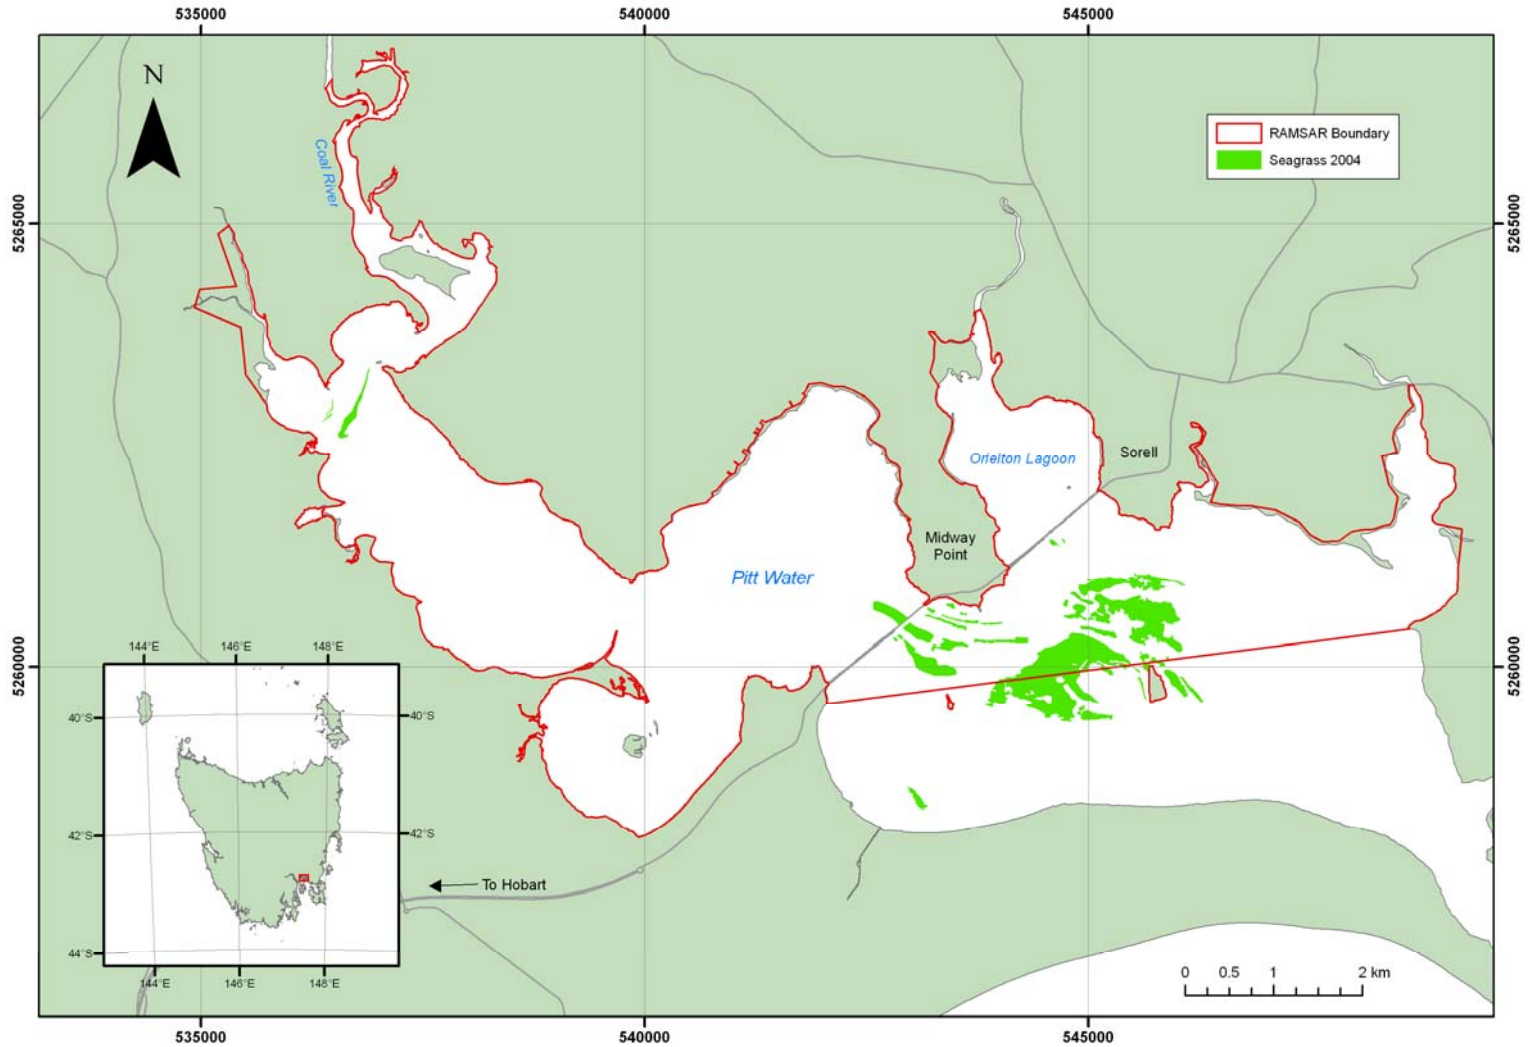 535000 540000 545000
N
RAMSAR Boundary
Seagrass 2004
Coal River
5265000 5265000
Orielton Lagoon
Sorell
Midway
Point
Pitt Water
5260000 5260000
144°E 146°E 148°E
40°S 40°S
42°S 42°S
44°S
144°E 146°E 148°E
To Hobart
0 0.5 1 2 km
535000 540000 545000